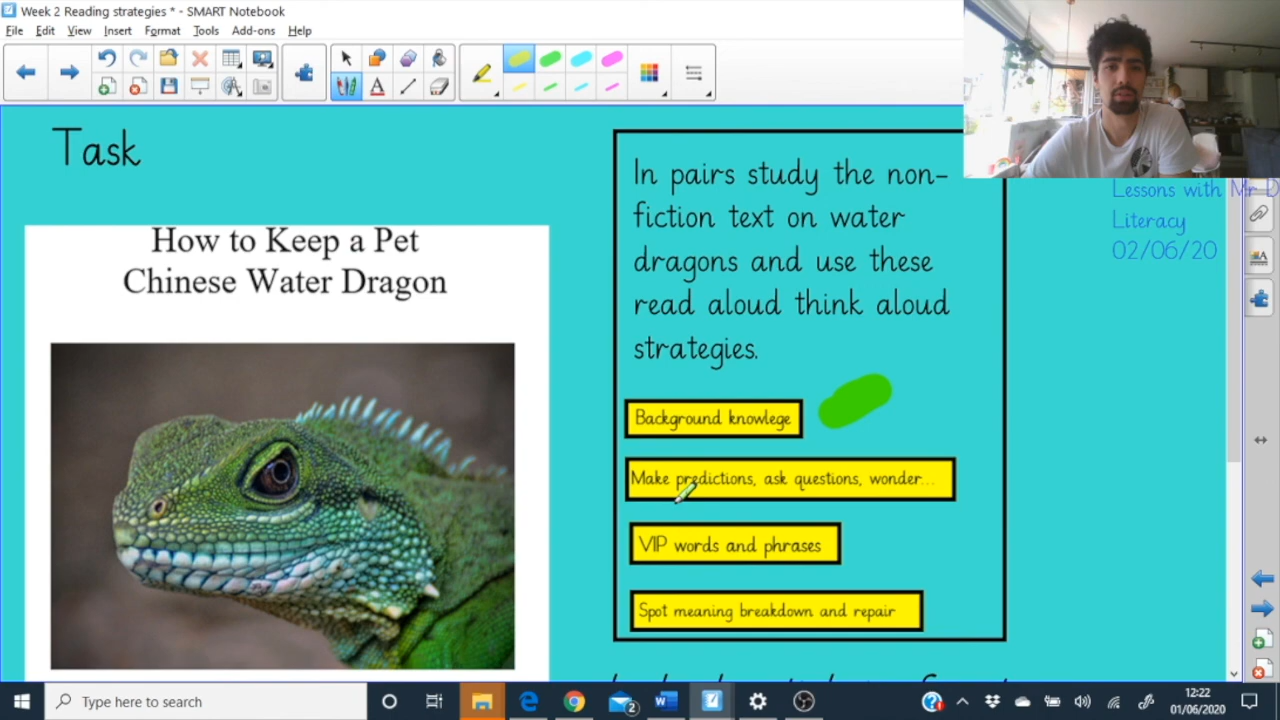 Week 2 Reading strategies * - SMART Notebook
File Edit View Insert Format Tools Add-ons Help
Task
How to Keep a Pet
Chinese Water Dragon
In pairs study the non-
fiction text on water
dragons and use these
read aloud think aloud
strategies.
Background knowlege
Make predictions, ask questions, wonder...
VIP words and phrases
Spot meaning breakdown and repair
Lessons with Mr D
Literacy
02/06/20
Type here to search
2
12:22
01/06/2020